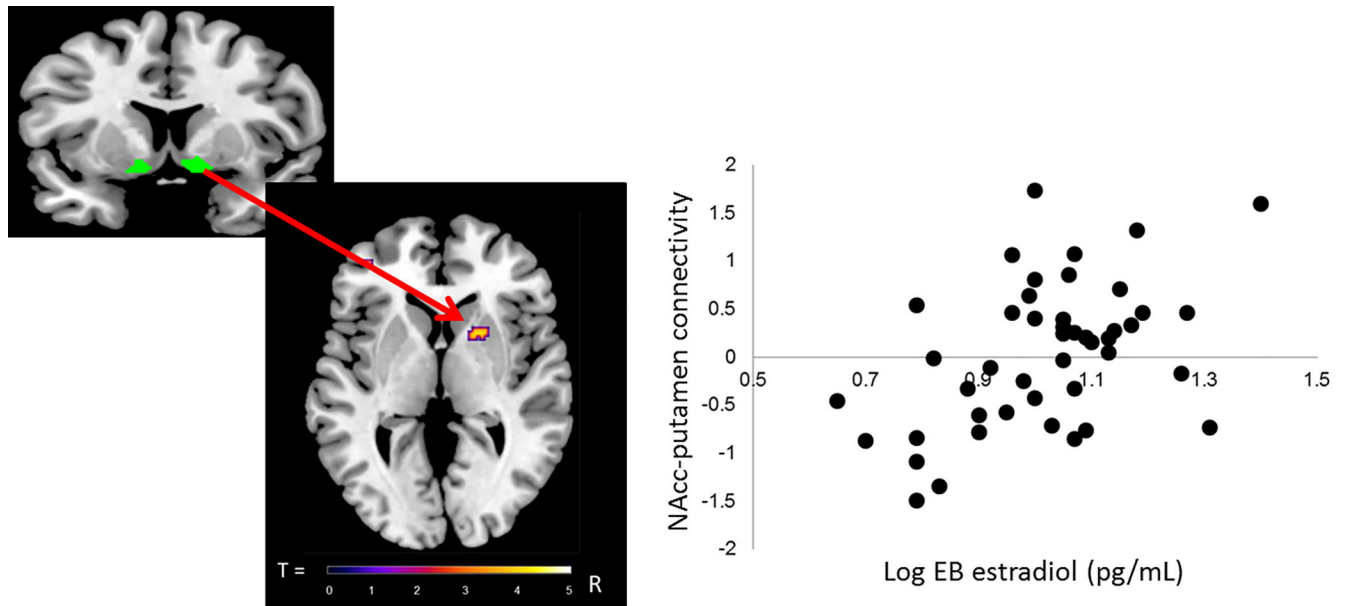 T =
0 1 2 3 4 5
R
NAcc-putamen connectivity
2
1.5
1
0.5
0
-0.5
-1
-1.5
-2
0.5 0.7 0.9 1.1 1.3 1.5
Log EB estradiol (pg/mL)